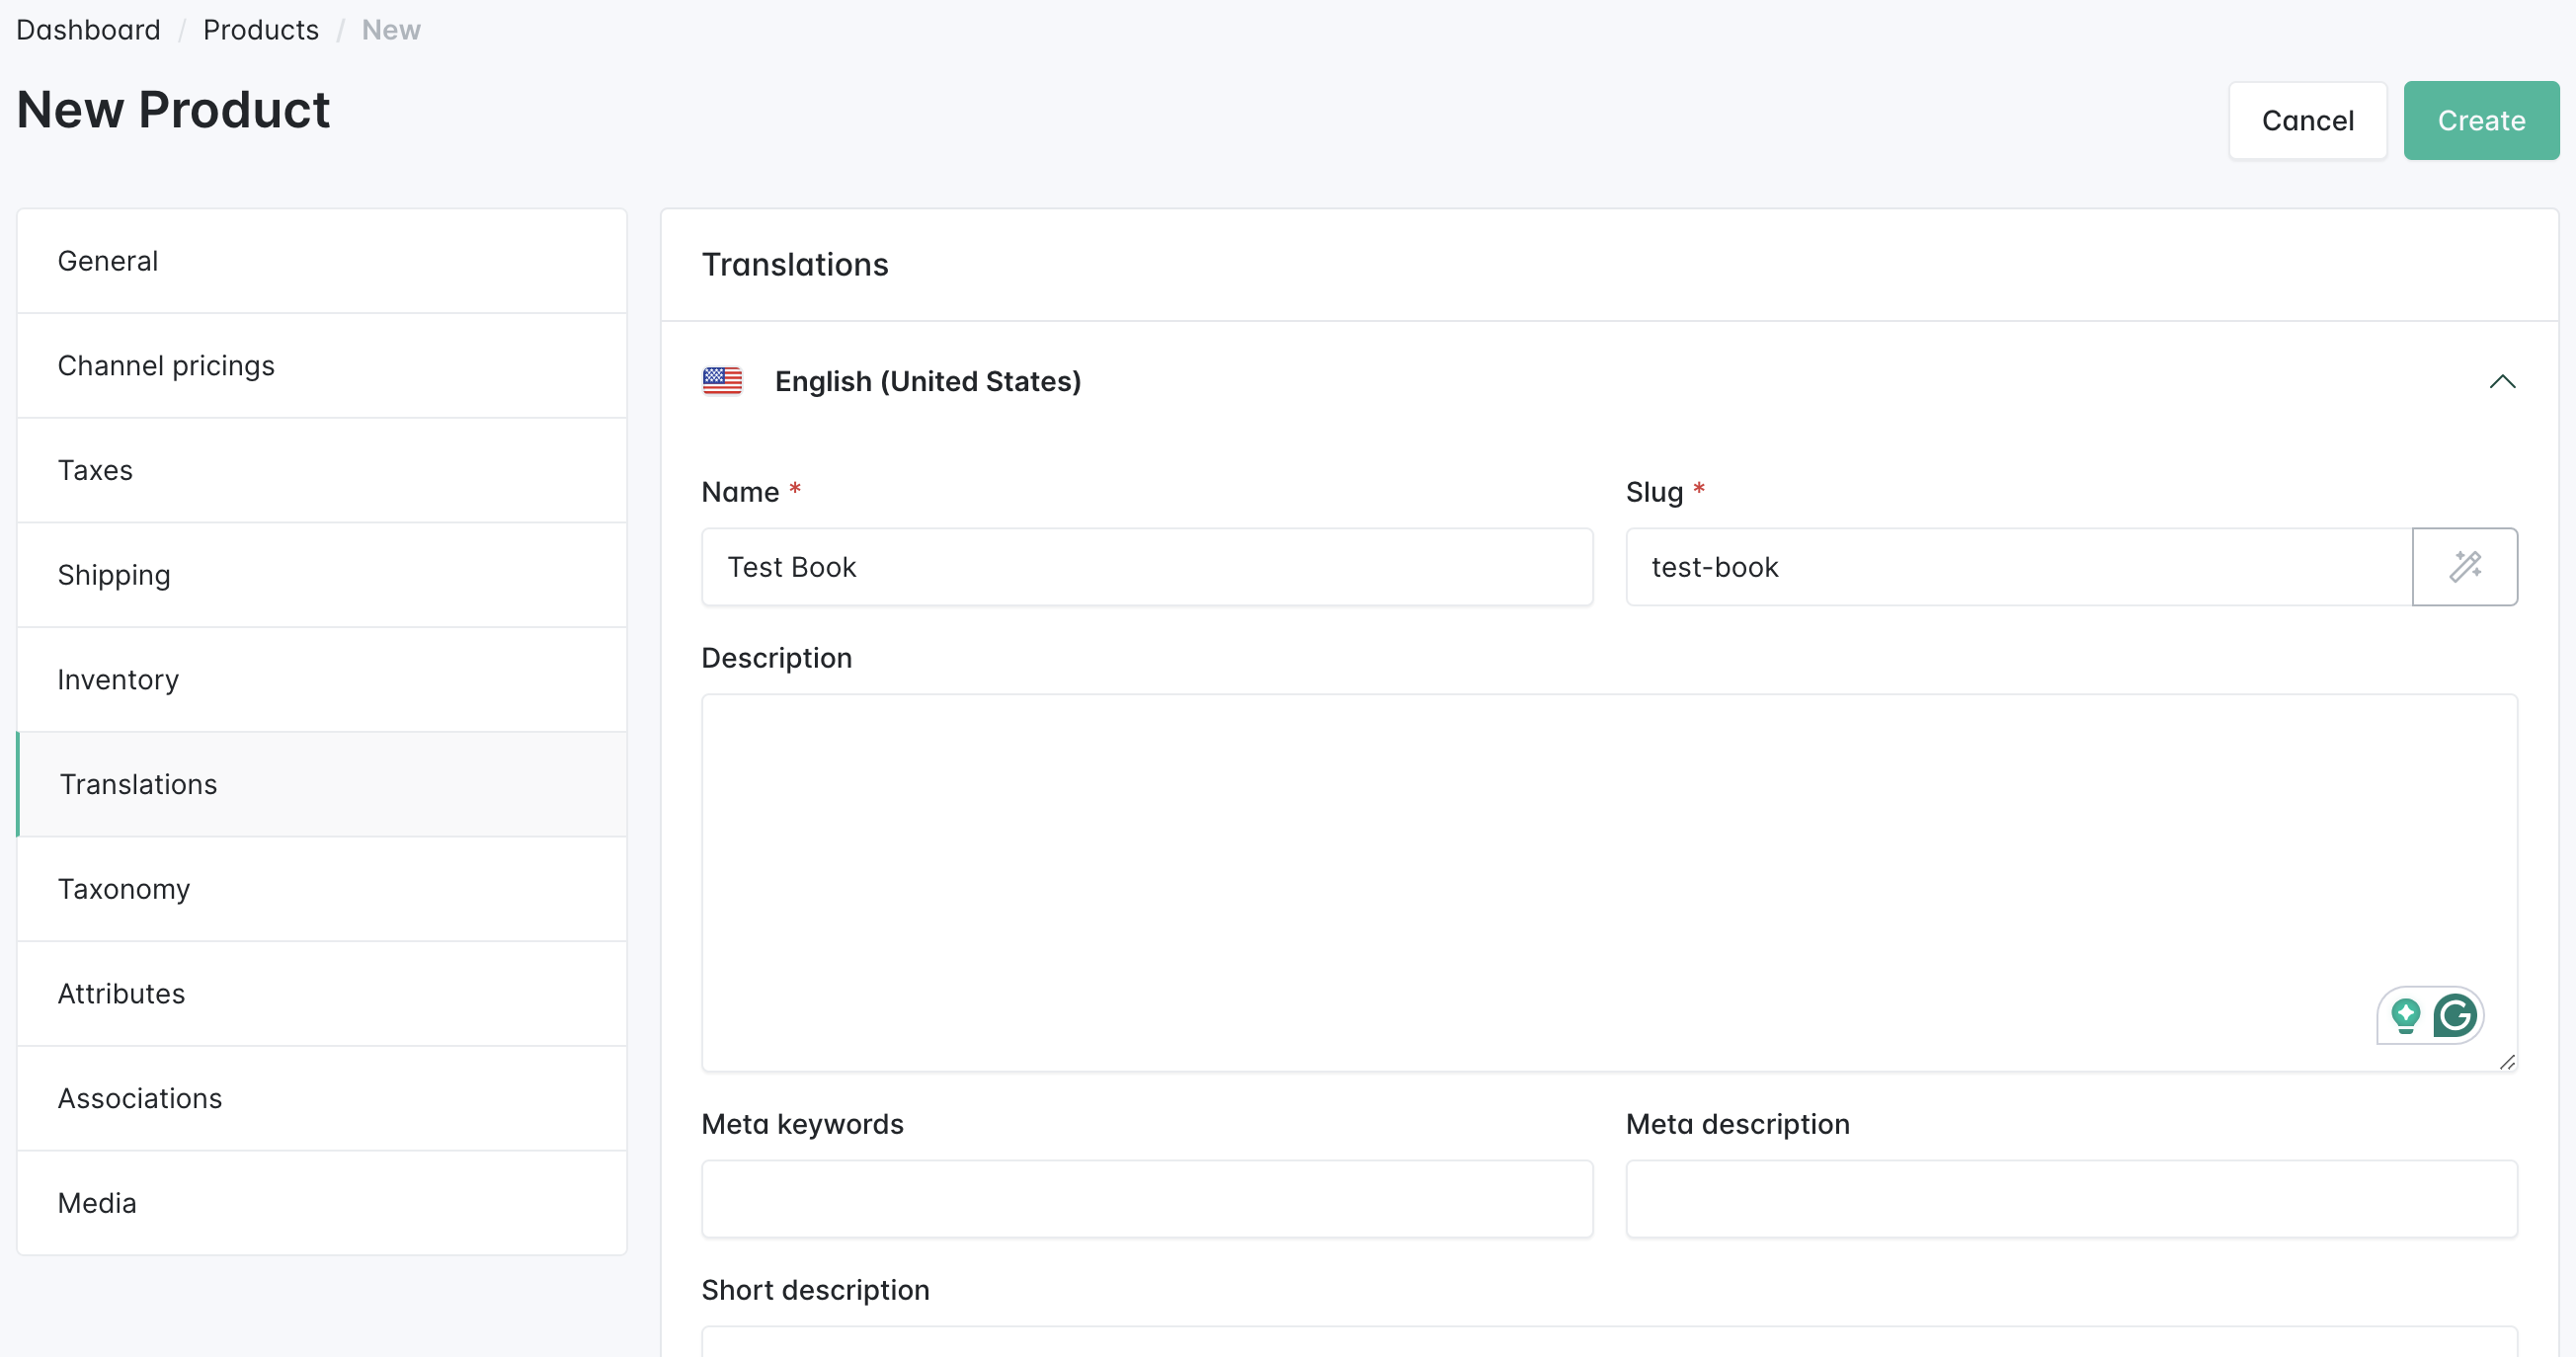 Dashboard / Products / New
New Product
Cancel
Create
General
Channel pricings
Taxes
Shipping
Inventory
Translations
Taxonomy
Attributes
Associations
Media
Translations
English (United States)
Name *
Slug *
Test Book
test-book
Description
Meta keywords
Meta description
Short description